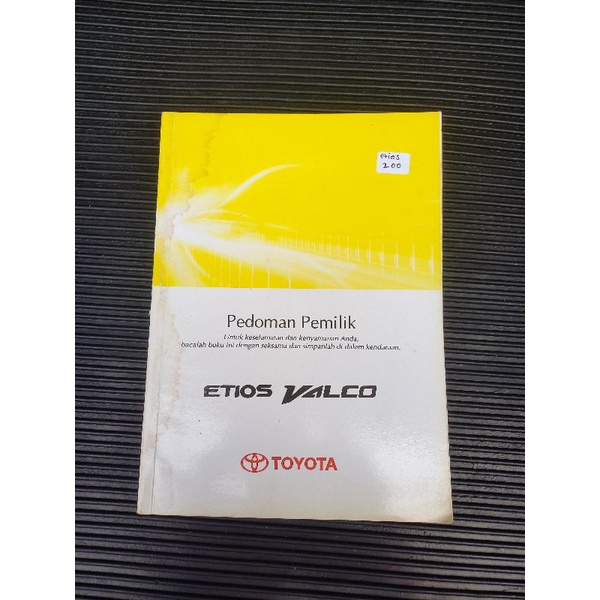 etios
200
Pedoman Pemilik
Untuk keselamatan dan kenyamanan Anda,
bacalah buku ini dengan seksama dan simpanlah di dalam kendaraan.
ETIOS VALCO
TOYOTA